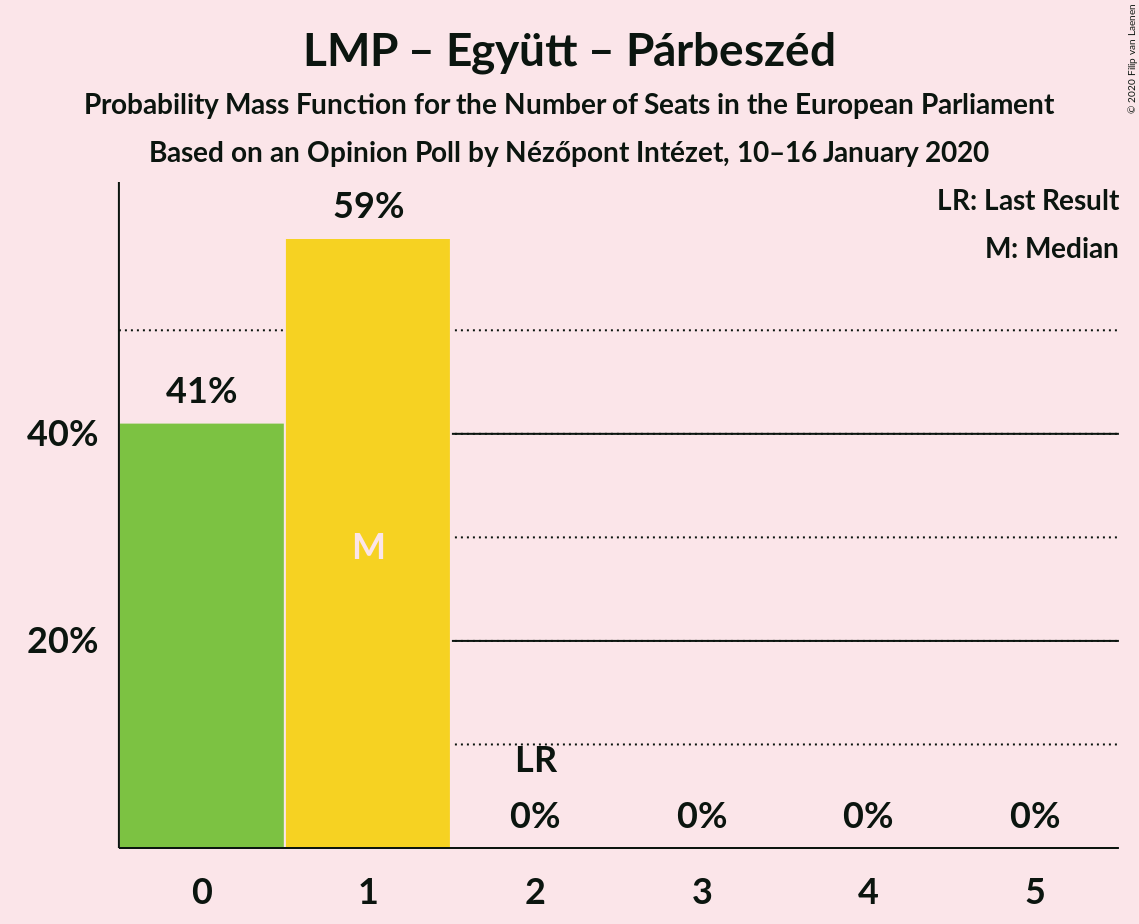 LMP – Együtt – Párbeszéd
Probability Mass Function for the Number of Seats in the European Parliament
Based on an Opinion Poll by Nézőpont Intézet, 10–16 January 2020
© 2020 Filip van Laenen
LR: Last Result
M: Median
59%
41%
40%
M
20%
LR
0% 0% 0% 0%
0 1 2 3 4 5